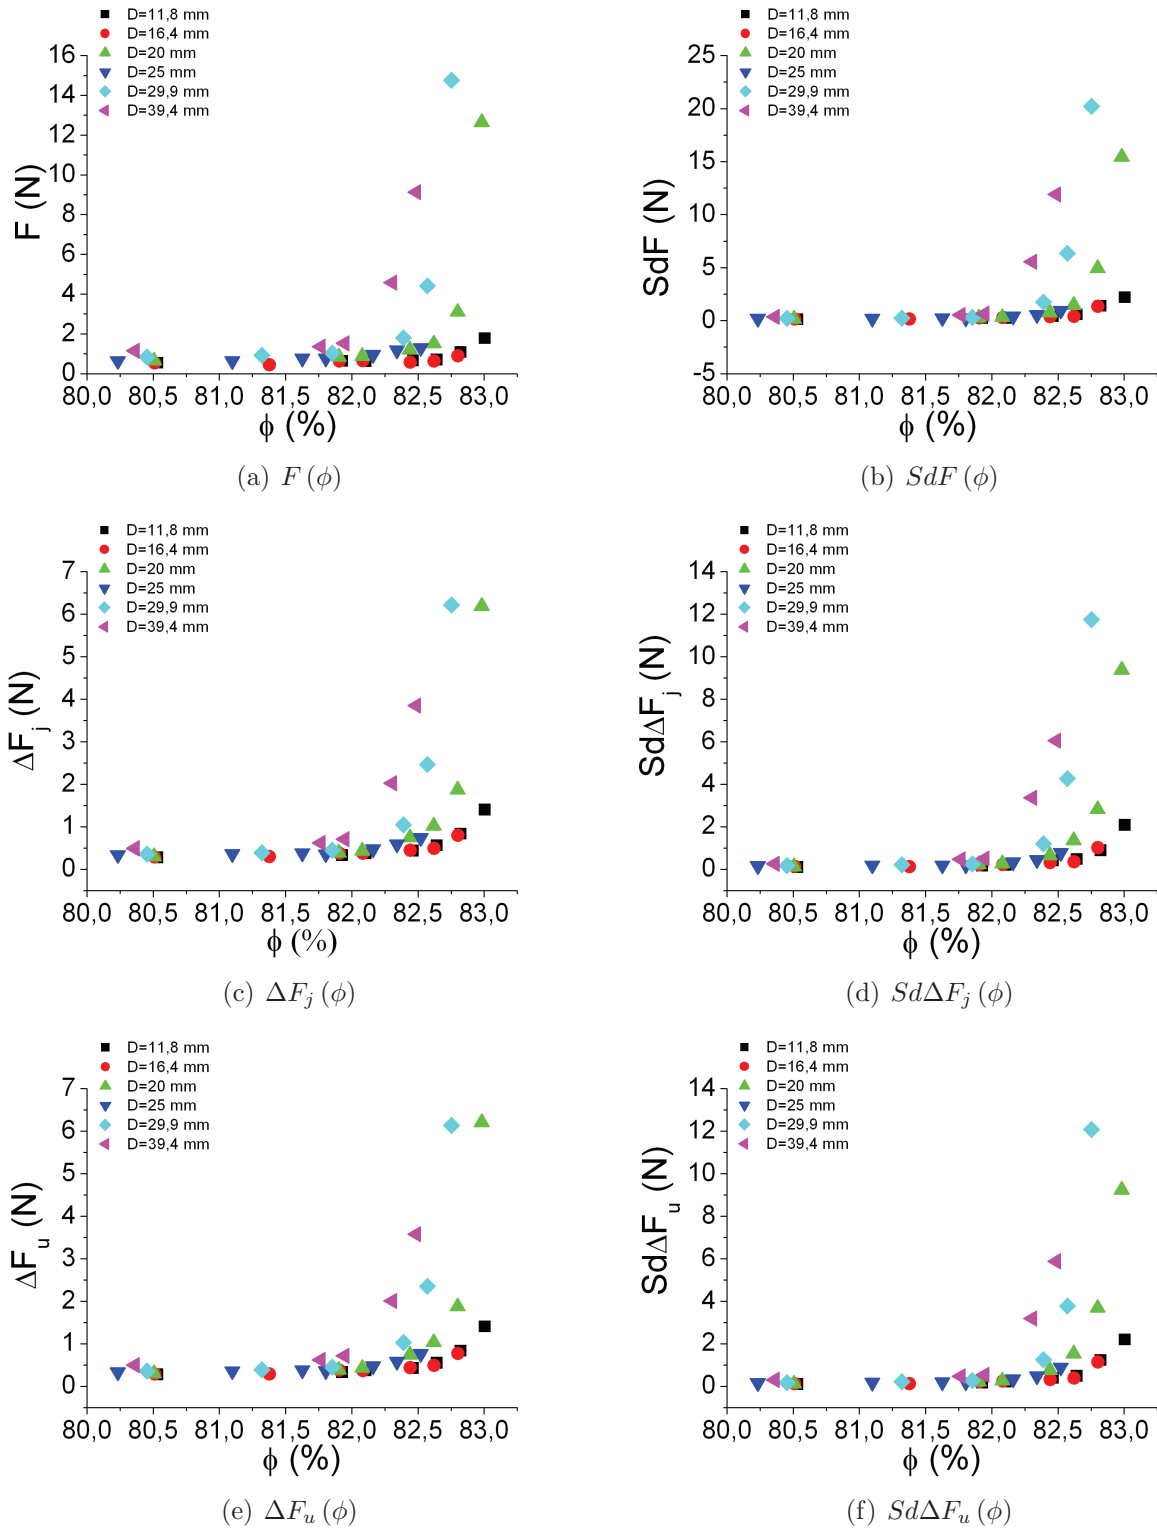 D=11,8 mm
D=16,4 mm
D=20 mm
D=25 mm
D=29,9 mm
D=39,4 mm
16
14
12
10
8
6
4
2
0
F (N)
80,0 80,5 81,0 81,5 82,0 82,5 83,0
ϕ (%)
(a) F (ϕ)
D=11,8 mm
D=16,4 mm
D=20 mm
D=25 mm
D=29,9 mm
D=39,4 mm
25
20
15
10
5
0
-5
SdF (N)
80,0 80,5 81,0 81,5 82,0 82,5 83,0
ϕ (%)
(b) SdF (ϕ)
D=11,8 mm
D=16,4 mm
D=20 mm
D=25 mm
D=29,9 mm
D=39,4 mm
7
6
5
4
3
2
1
0
ΔF_j (N)
80,0 80,5 81,0 81,5 82,0 82,5 83,0
ϕ (%)
(c) ΔF_j (ϕ)
D=11,8 mm
D=16,4 mm
D=20 mm
D=25 mm
D=29,9 mm
D=39,4 mm
14
12
10
8
6
4
2
0
SdΔF_j (N)
80,0 80,5 81,0 81,5 82,0 82,5 83,0
ϕ (%)
(d) SdΔF_j (ϕ)
D=11,8 mm
D=16,4 mm
D=20 mm
D=25 mm
D=29,9 mm
D=39,4 mm
7
6
5
4
3
2
1
0
ΔF_u (N)
80,0 80,5 81,0 81,5 82,0 82,5 83,0
ϕ (%)
(e) ΔF_u (ϕ)
D=11,8 mm
D=16,4 mm
D=20 mm
D=25 mm
D=29,9 mm
D=39,4 mm
14
12
10
8
6
4
2
0
SdΔF_u (N)
80,0 80,5 81,0 81,5 82,0 82,5 83,0
ϕ (%)
(f) SdΔF_u (ϕ)